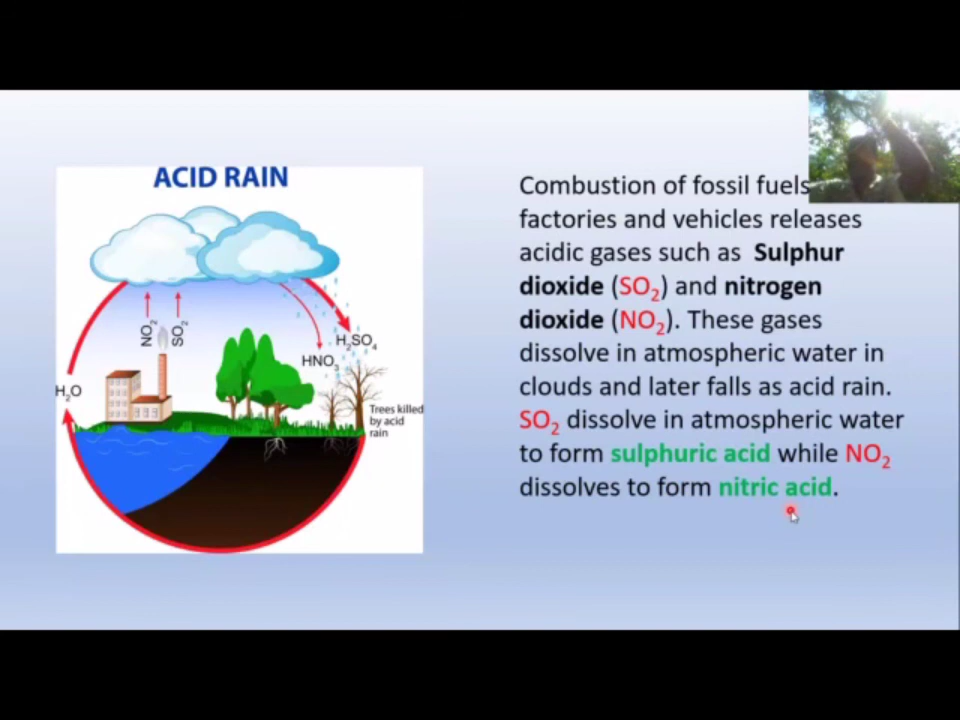 ACID RAIN
NO2
SO2
H2SO4
HNO3
H2O
Trees killed
by acid
rain
Combustion of fossil fuels
factories and vehicles releases
acidic gases such as Sulphur
dioxide (SO2) and nitrogen
dioxide (NO2). These gases
dissolve in atmospheric water in
clouds and later falls as acid rain.
SO2 dissolve in atmospheric water
to form sulphuric acid while NO2
dissolves to form nitric acid.